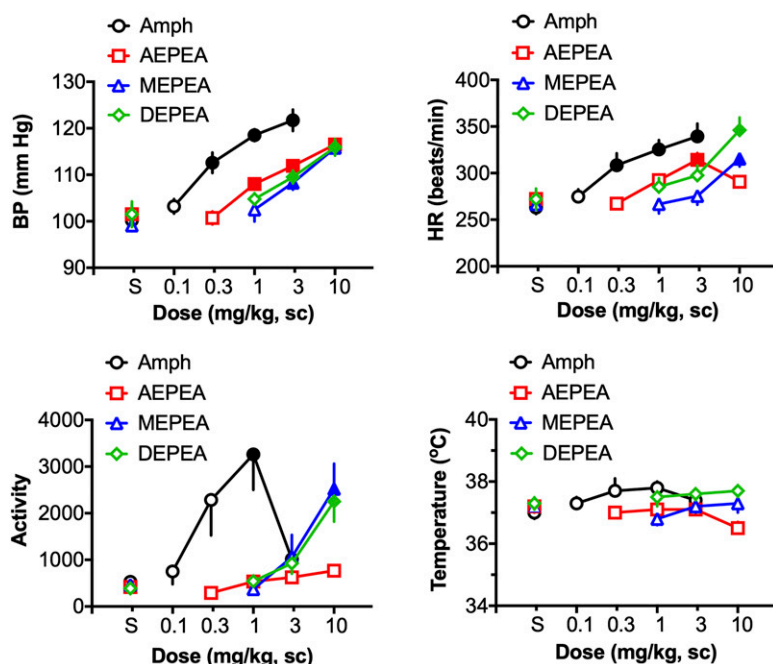 Amph
AEPEA
MEPEA
DEPEA
BP (mm Hg)
130
120
110
100
90
S 0.1 0.3 1 3 10
Dose (mg/kg, sc)
Amph
AEPEA
MEPEA
DEPEA
HR (beats/min)
400
350
300
250
200
S 0.1 0.3 1 3 10
Dose (mg/kg, sc)
Amph
AEPEA
MEPEA
DEPEA
Activity
4000
3000
2000
1000
0
S 0.1 0.3 1 3 10
Dose (mg/kg, sc)
Amph
AEPEA
MEPEA
DEPEA
Temperature (ºC)
40
38
36
34
S 0.1 0.3 1 3 10
Dose (mg/kg, sc)